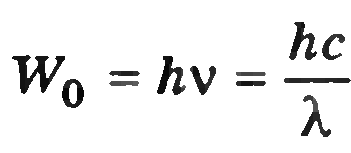 W₀ = hν = hc/λ